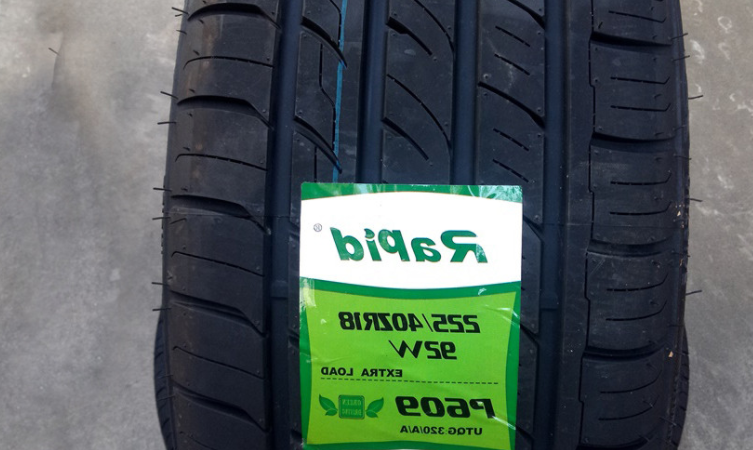 RaPid®
225/40ZR18
92W
EXTRA LOAD
P609
UTQG 320/A/A